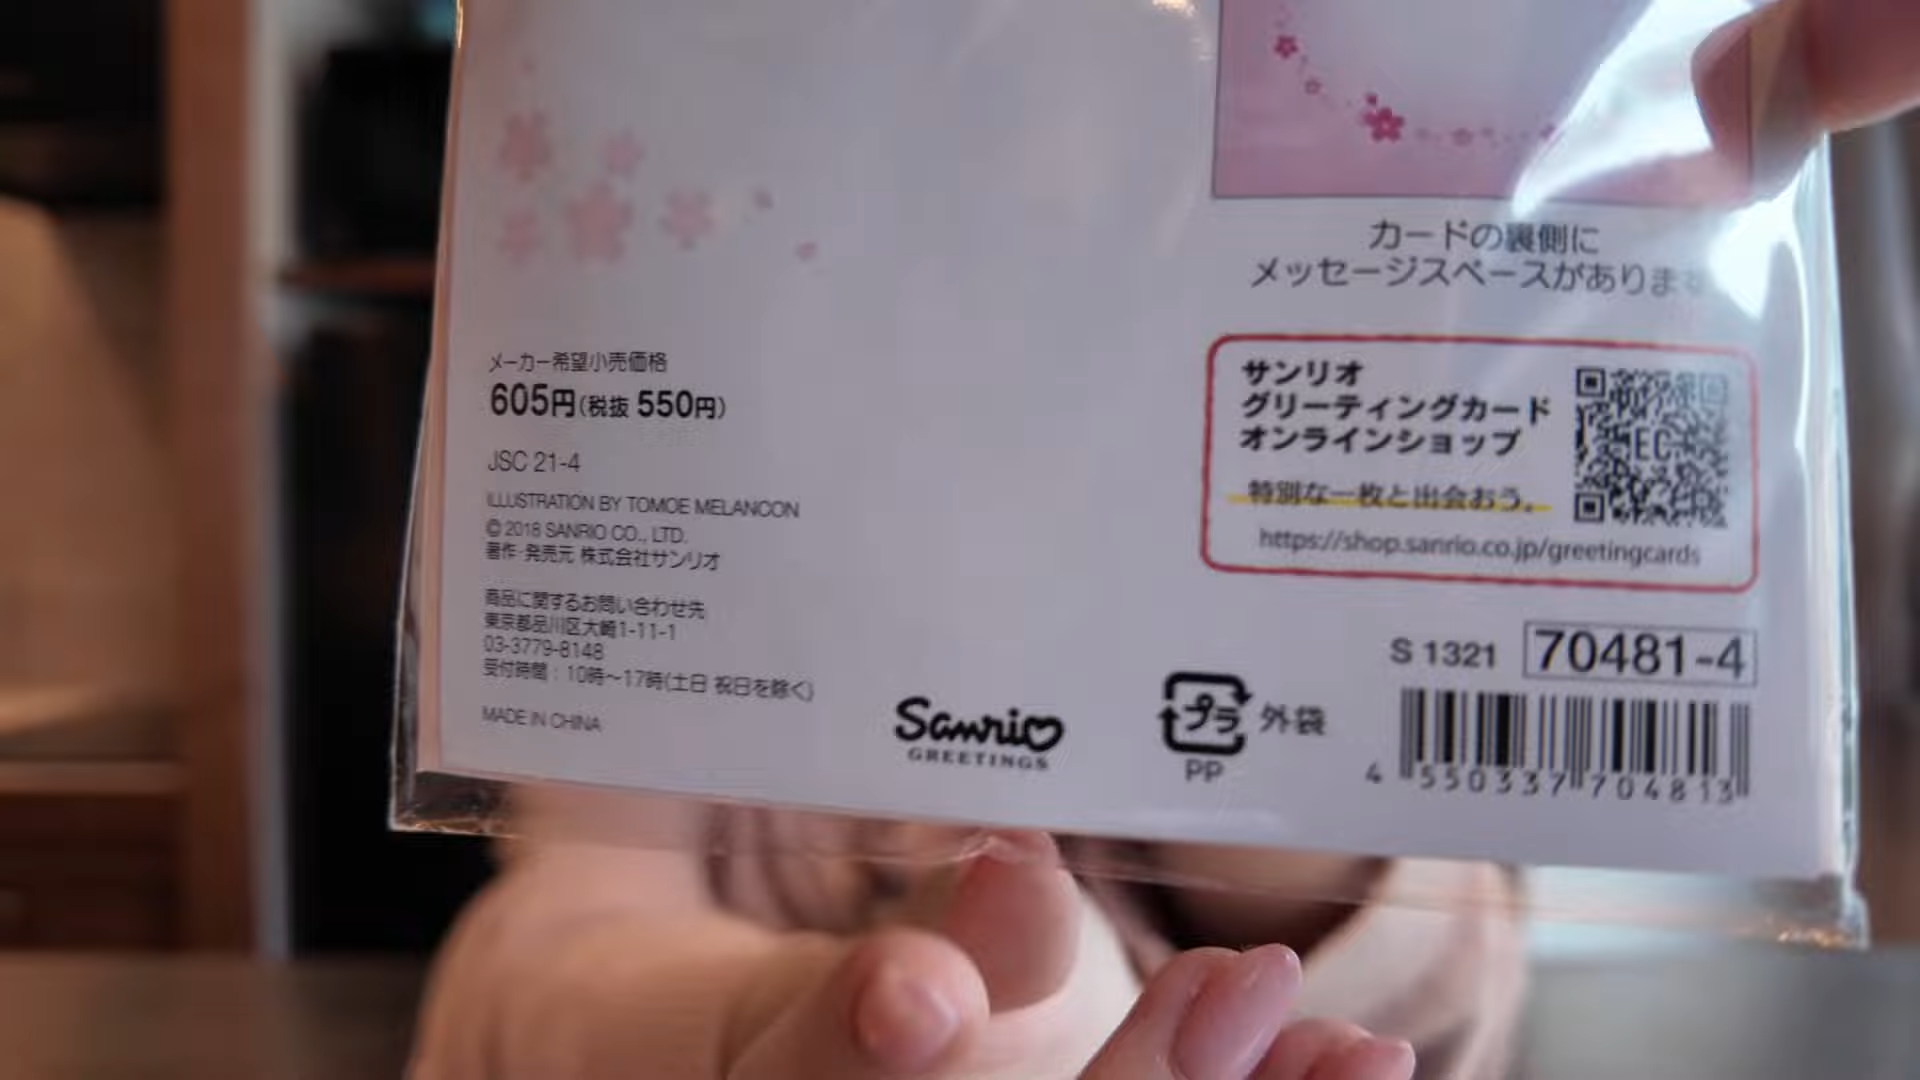 カードの裏側に
メッセージスペースがあります
メーカー希望小売価格
605円(税抜 550円)
JSC 21-4
ILLUSTRATION BY TOMOE MELANCON
© 2018 SANRIO CO., LTD.
著作・発売元 株式会社サンリオ
商品に関するお問い合わせ先
東京都品川区大崎1-11-1
03-3779-8148
受付時間：10時～17時(土日 祝日を除く)
MADE IN CHINA
Sanrio
GREETINGS
プラ 外袋
PP
サンリオ
グリーティングカード
オンラインショップ
特別な一枚と出会おう。
https://shop.sanrio.co.jp/greetingcards
EC
S 1321 70481-4
4 550337 704813